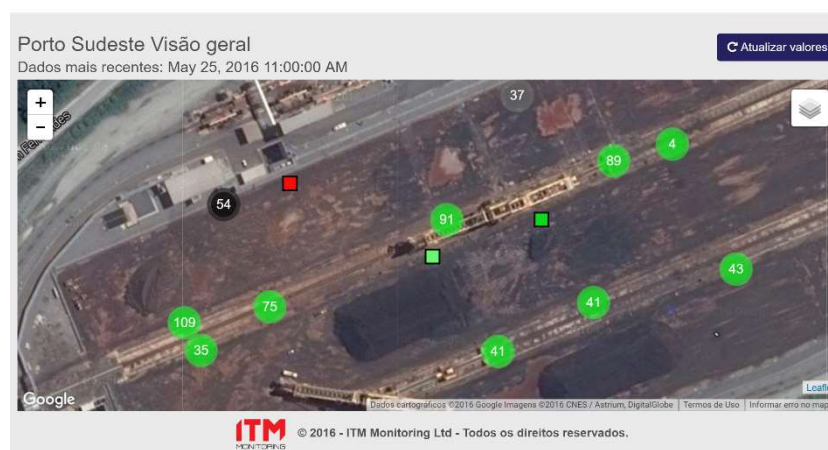 Porto Sudeste Visão geral
Dados mais recentes: May 25, 2016 11:00:00 AM
Atualizar valores
+
−
37
4
89
54
91
43
75
41
109
35
41
Google
Leafle
Dados cartográficos ©2016 Google Imagens ©2016 CNES / Astrium, DigitalGlobe
Termos de Uso
Informar erro no map
ITM
MONITORING
© 2016 - ITM Monitoring Ltd - Todos os direitos reservados.